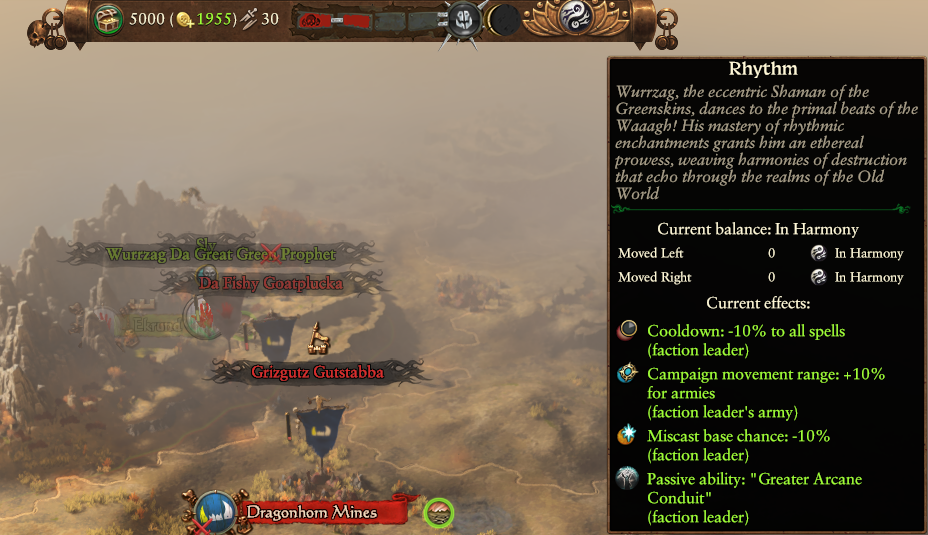 5000 (+1955) 30
Rhythm
Wurrzag, the eccentric Shaman of the
Greenskins, dances to the primal beats of the
Waaagh! His mastery of rhythmic
enchantments grants him an ethereal
prowess, weaving harmonies of destruction
that echo through the realms of the Old
World
Current balance: In Harmony
Moved Left 0 In Harmony
Moved Right 0 In Harmony
Current effects:
Cooldown: -10% to all spells
(faction leader)
Campaign movement range: +10%
for armies
(faction leader's army)
Miscast base chance: -10%
(faction leader)
Passive ability: "Greater Arcane
Conduit"
(faction leader)
Sly
Wurrzag Da Great Green Prophet
Da Fishy Goatplucka
Ekrund
Grizgutz Gutstabba
Dragonhorn Mines